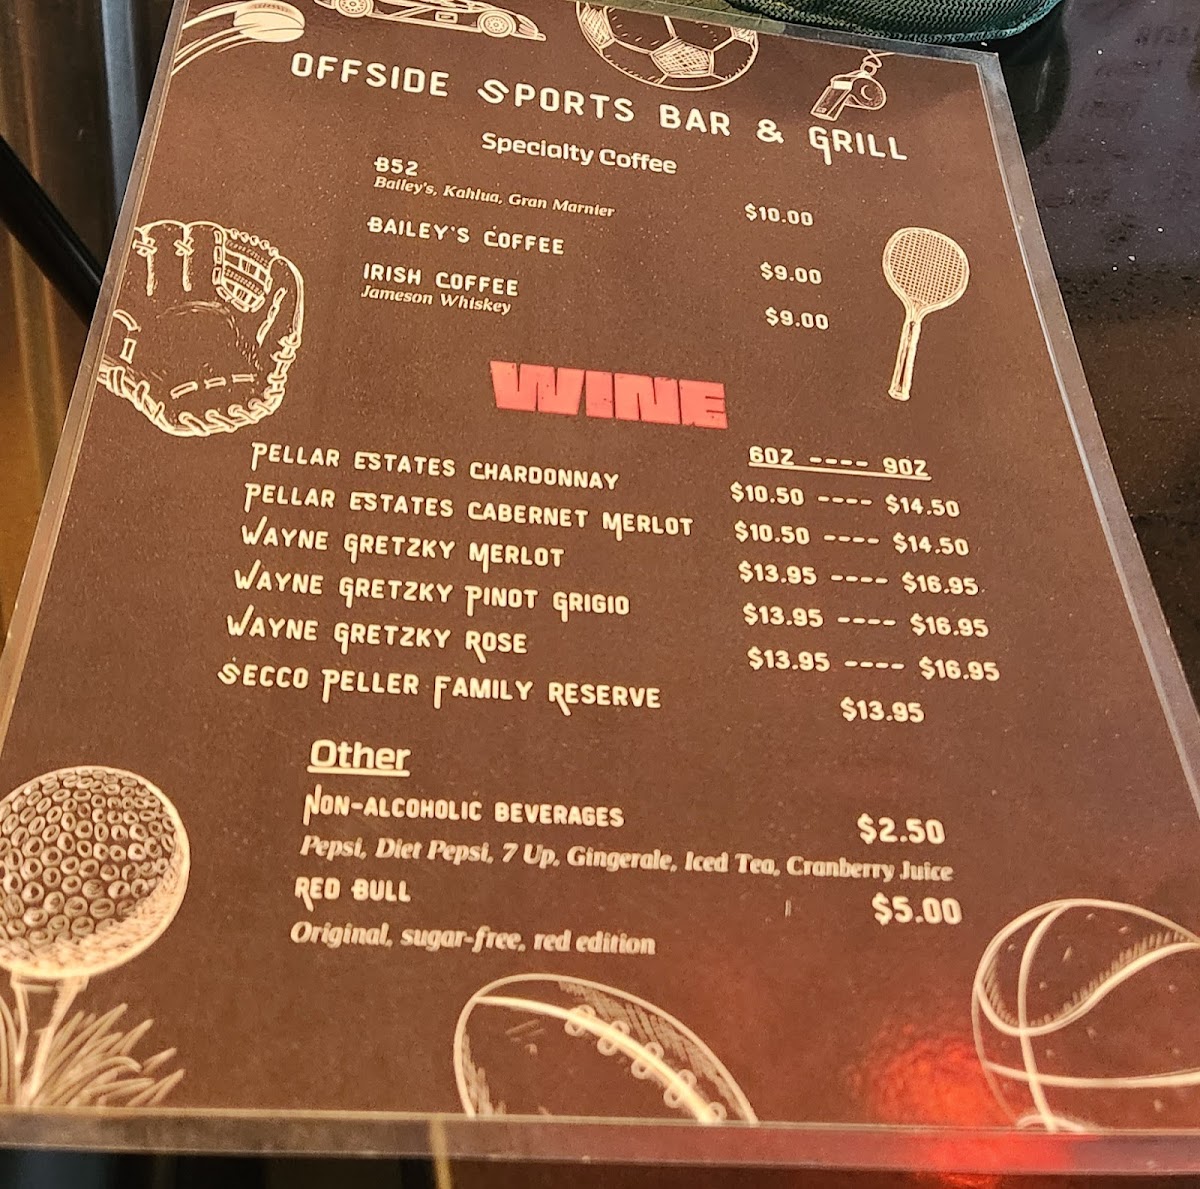 OFFSIDE SPORTS BAR & GRILL
Specialty Coffee
B52
Bailey's, Kahlua, Gran Marnier $10.00
BAILEY'S COFFEE $9.00
IRISH COFFEE
Jameson Whiskey $9.00
WINE
6OZ ---- 9OZ
PELLAR ESTATES CHARDONNAY $10.50 ---- $14.50
PELLAR ESTATES CABERNET MERLOT $10.50 ---- $14.50
WAYNE GRETZKY MERLOT $13.95 ---- $16.95
WAYNE GRETZKY PINOT GRIGIO $13.95 ---- $16.95
WAYNE GRETZKY ROSE $13.95 ---- $16.95
SECCO PELLER FAMILY RESERVE $13.95
Other
NON-ALCOHOLIC BEVERAGES $2.50
Pepsi, Diet Pepsi, 7 Up, Gingerale, Iced Tea, Cranberry Juice
RED BULL $5.00
Original, sugar-free, red edition